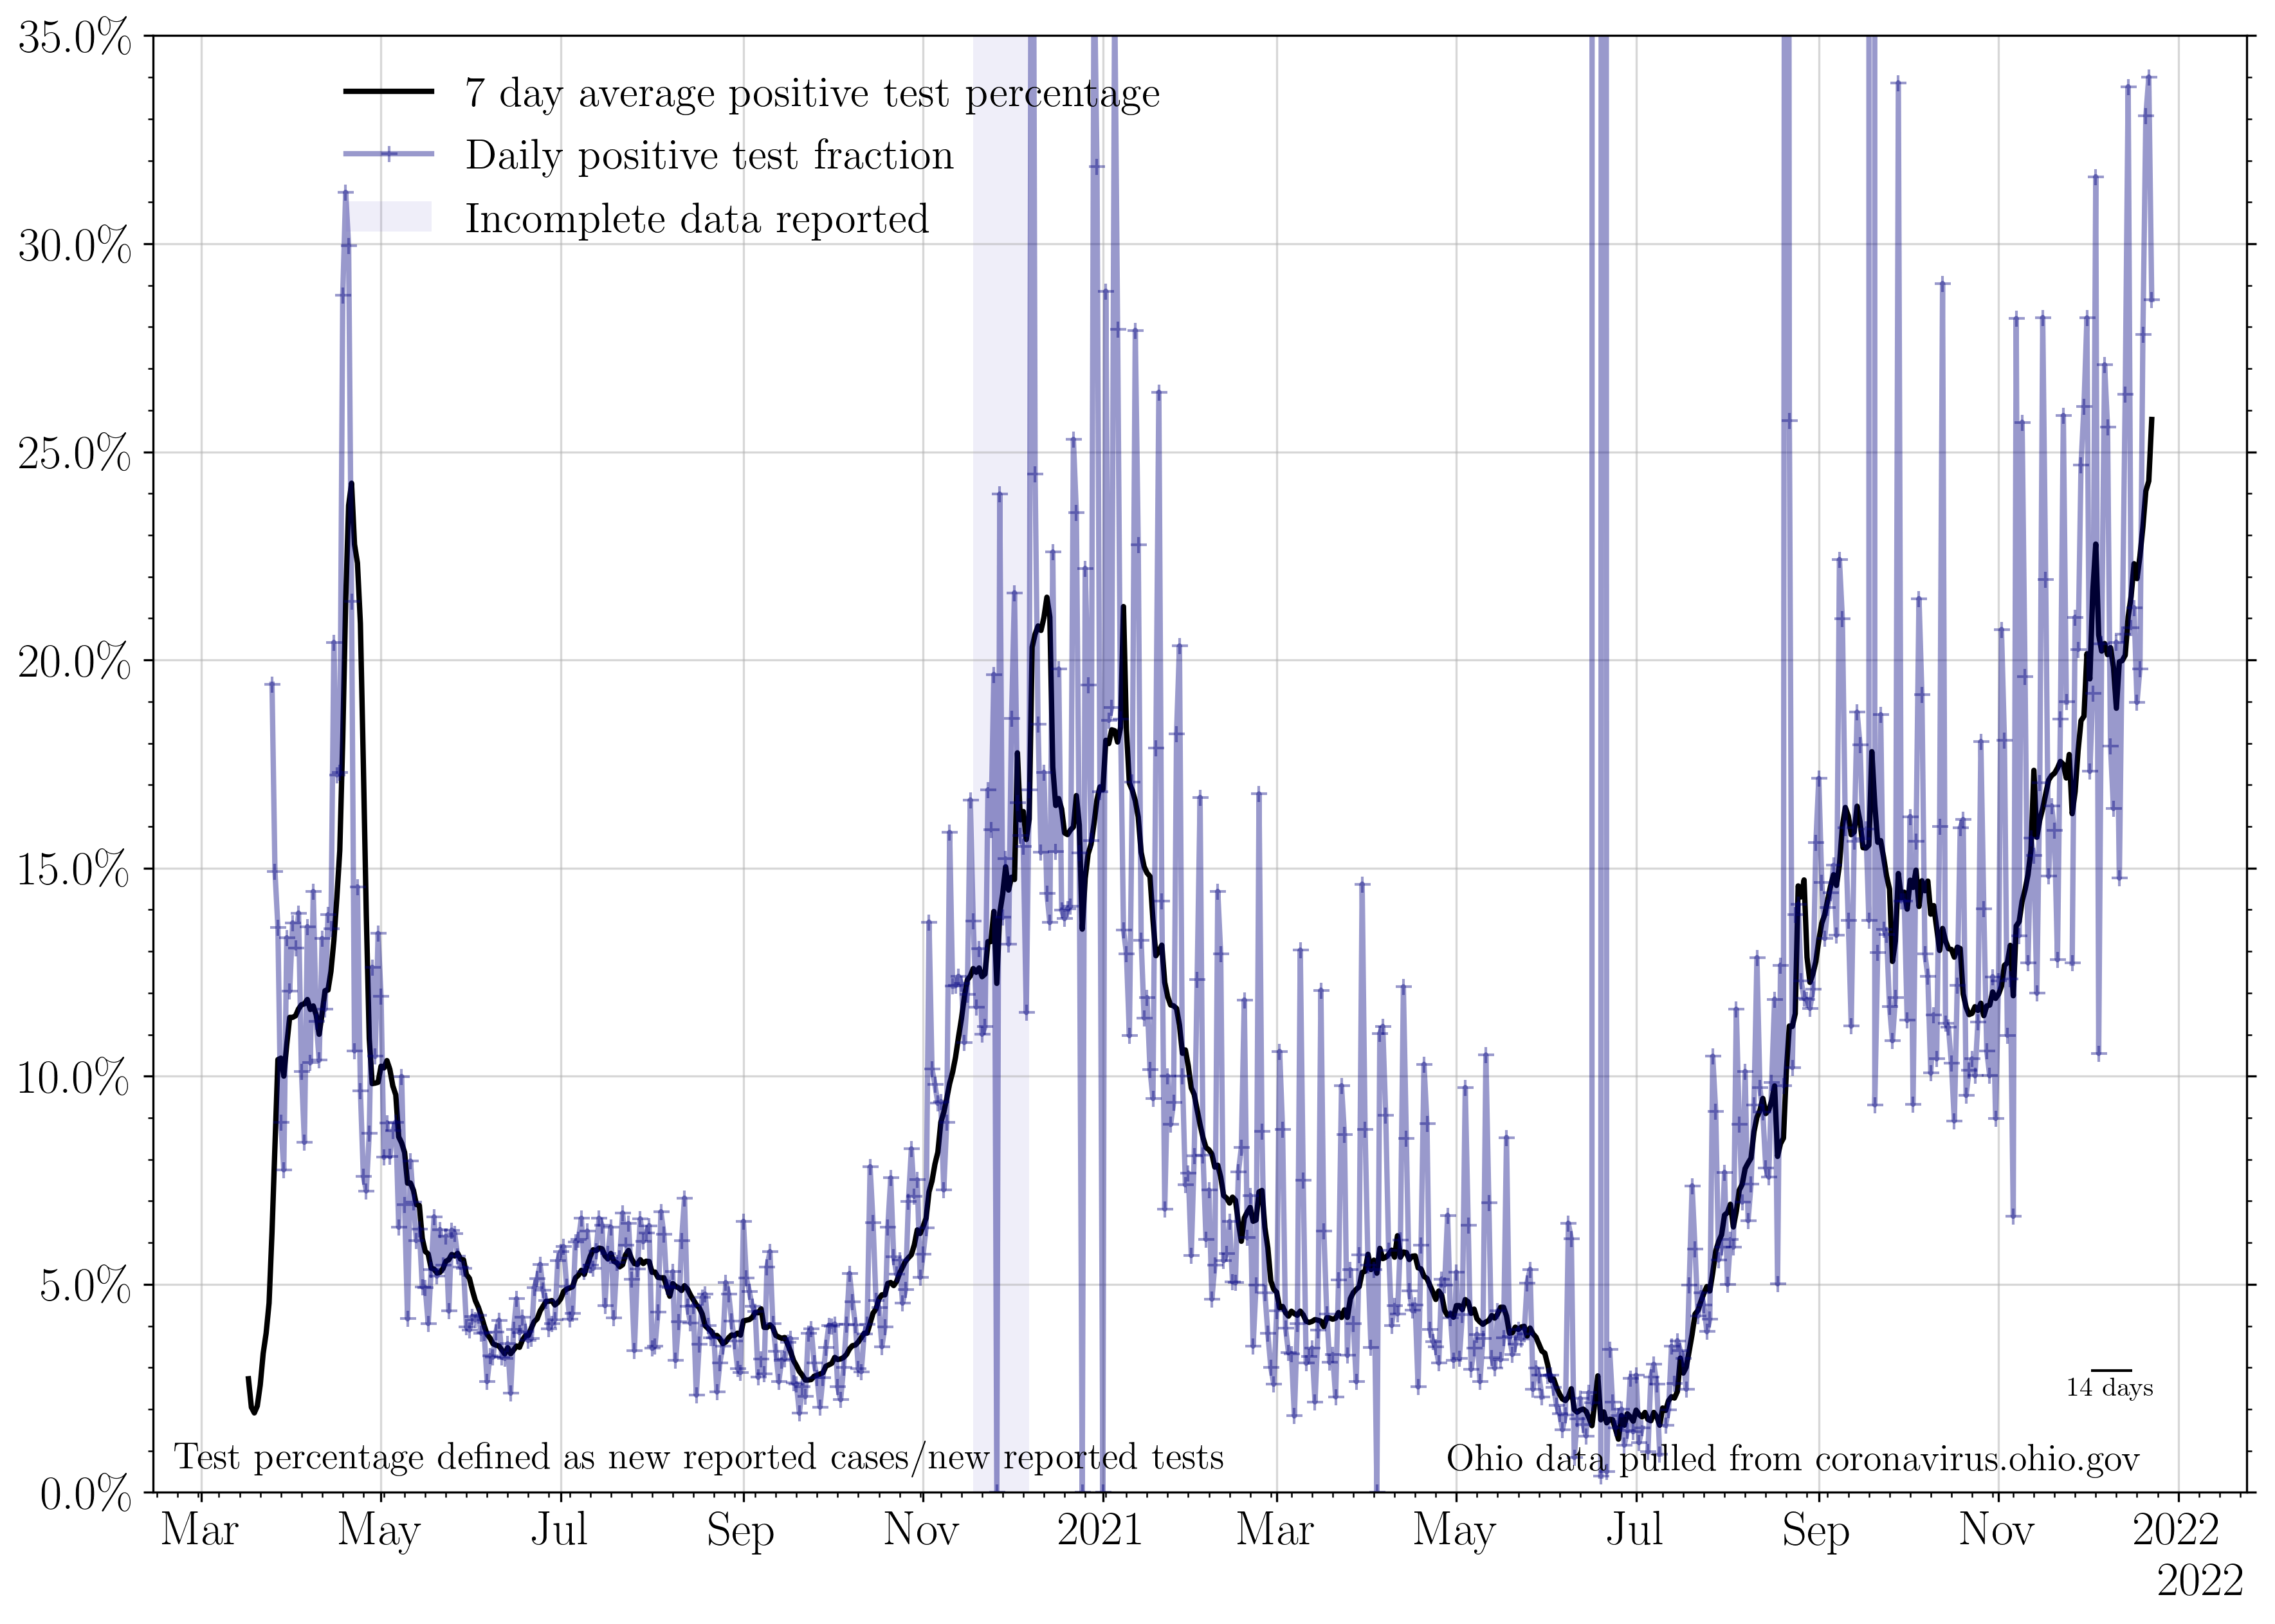 35.0%
30.0%
25.0%
20.0%
15.0%
10.0%
5.0%
0.0%
7 day average positive test percentage
Daily positive test fraction
Incomplete data reported
14 days
Test percentage defined as new reported cases/new reported tests
Ohio data pulled from coronavirus.ohio.gov
Mar May Jul Sep Nov 2021 Mar May Jul Sep Nov 2022
2022